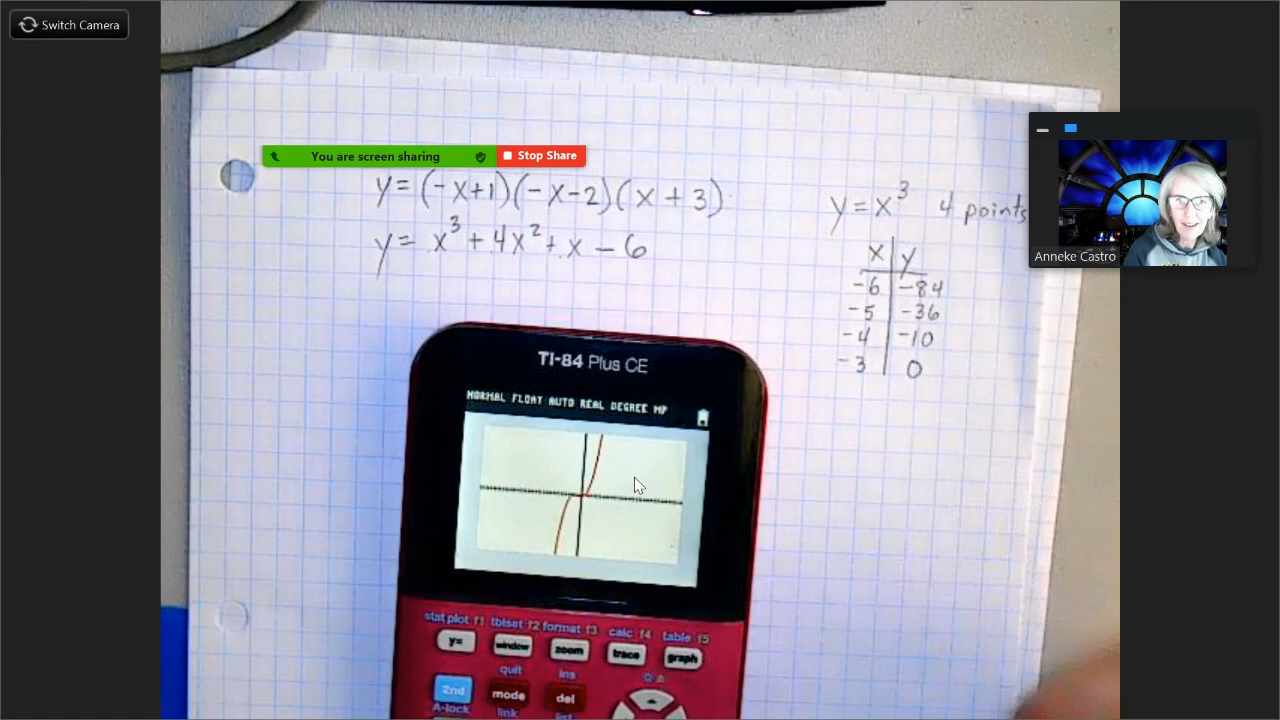 Switch Camera
You are screen sharing
Stop Share
y = (-x+1)(-x-2)(x+3)
y = x³ + 4x² + x - 6
y = x³ 4 points
x y
-6 -84
-5 -36
-4 -10
-3 0
Anneke Castro
TI-84 Plus CE
NORMAL FLOAT AUTO REAL DEGREE MP
stat plot f1 tblset f2 format f3 calc f4 table f5
y= window zoom trace graph
quit ins
2nd mode del
A-lock link list